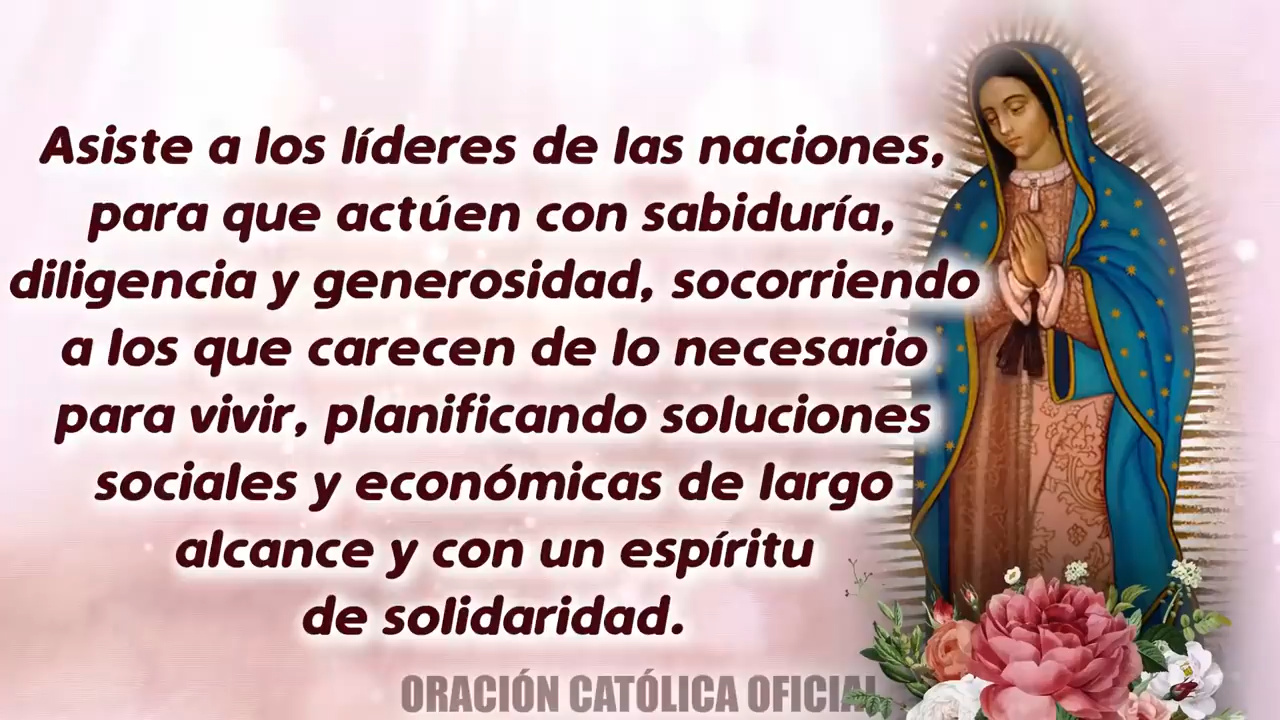 Asiste a los líderes de las naciones,
para que actúen con sabiduría,
diligencia y generosidad, socorriendo
a los que carecen de lo necesario
para vivir, planificando soluciones
sociales y económicas de largo
alcance y con un espíritu
de solidaridad.
ORACIÓN CATÓLICA OFICIAL